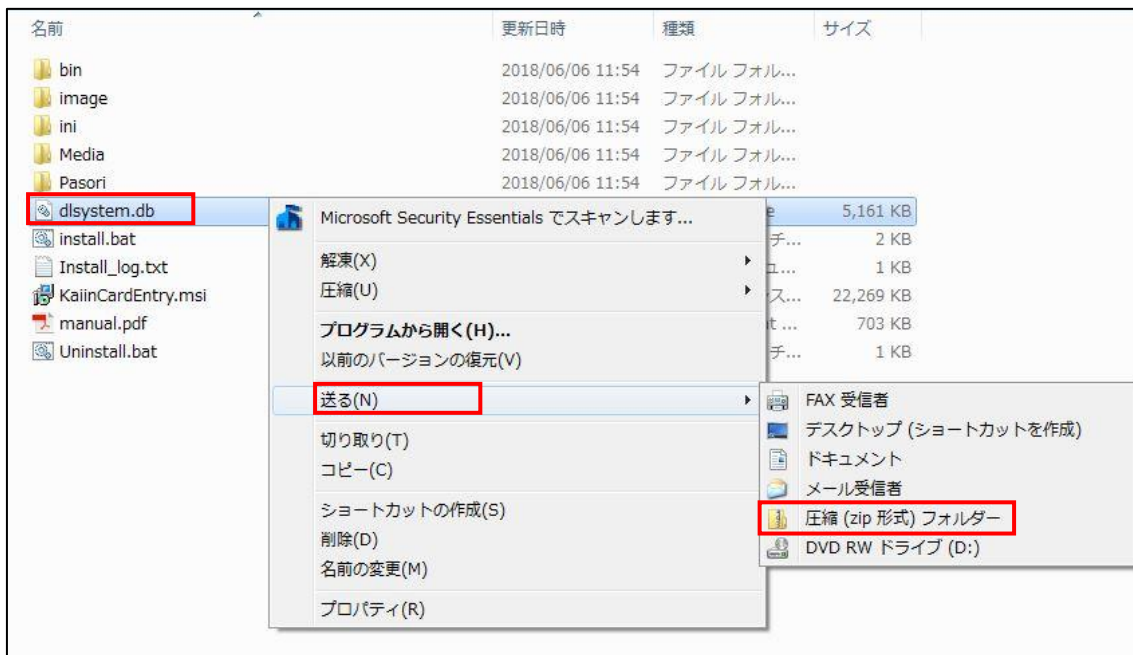 名前 更新日時 種類 サイズ
bin 2018/06/06 11:54 ファイル フォル...
image 2018/06/06 11:54 ファイル フォル...
ini 2018/06/06 11:54 ファイル フォル...
Media 2018/06/06 11:54 ファイル フォル...
Pasori 2018/06/06 11:54 ファイル フォル...
dlsystem.db 5,161 KB
install.bat チ... 2 KB
Install_log.txt ュ... 1 KB
KaiinCardEntry.msi ス... 22,269 KB
manual.pdf t ... 703 KB
Uninstall.bat チ... 1 KB
Microsoft Security Essentials でスキャンします...
解凍(X)
圧縮(U)
プログラムから開く(H)...
以前のバージョンの復元(V)
送る(N)
切り取り(T)
コピー(C)
ショートカットの作成(S)
削除(D)
名前の変更(M)
プロパティ(R)
FAX 受信者
デスクトップ (ショートカットを作成)
ドキュメント
メール受信者
圧縮 (zip 形式) フォルダー
DVD RW ドライブ (D:)